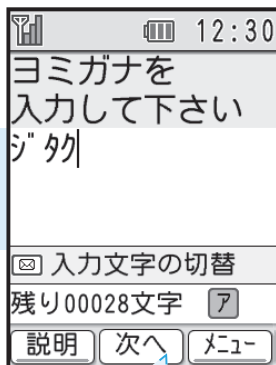 12:30
ヨミガナを
入力して下さい
ｼﾞﾀｸ
入力文字の切替
残り00028文字 ｱ
説明 次へ ﾒﾆｭｰ